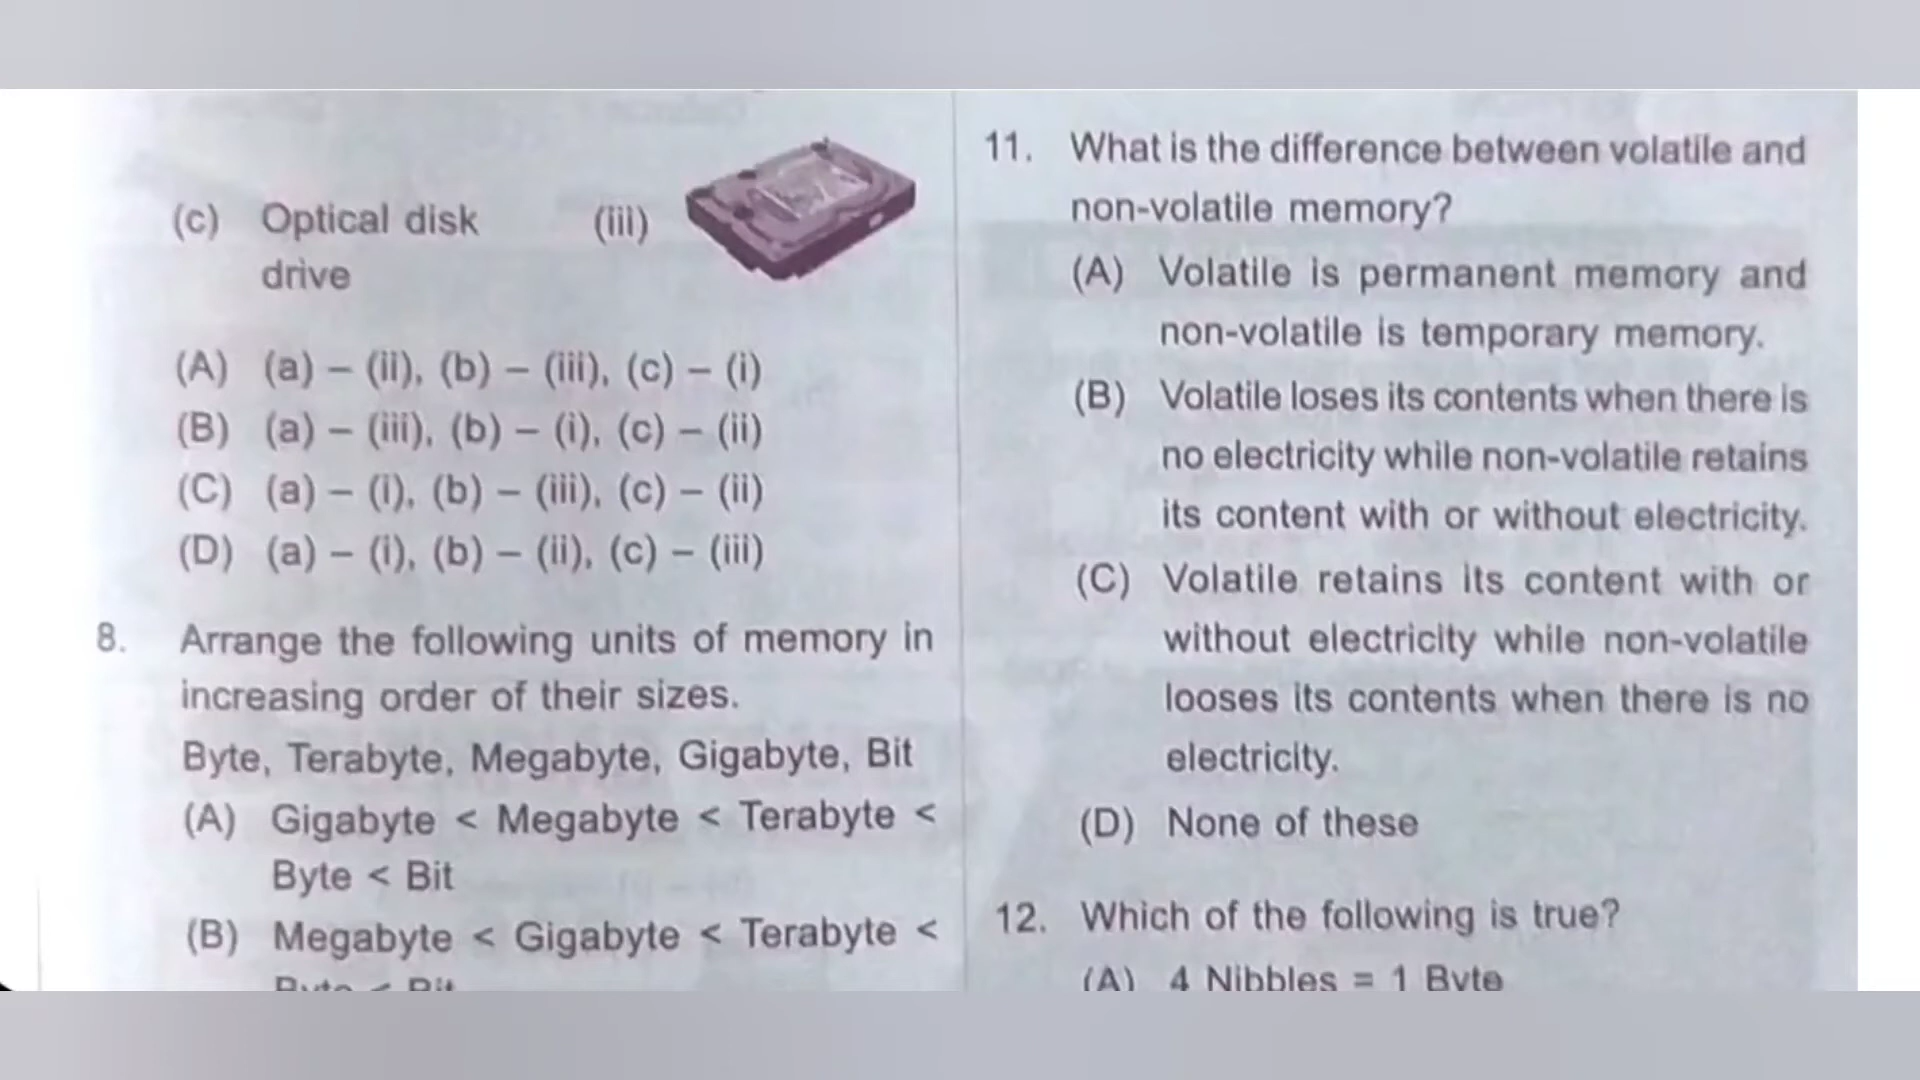 (c) Optical disk (iii)
drive
(A) (a) – (ii), (b) – (iii), (c) – (i)
(B) (a) – (iii), (b) – (i), (c) – (ii)
(C) (a) – (i), (b) – (iii), (c) – (ii)
(D) (a) – (i), (b) – (ii), (c) – (iii)
8. Arrange the following units of memory in
increasing order of their sizes.
Byte, Terabyte, Megabyte, Gigabyte, Bit
(A) Gigabyte < Megabyte < Terabyte <
Byte < Bit
(B) Megabyte < Gigabyte < Terabyte <
Byte < Bit
11. What is the difference between volatile and
non-volatile memory?
(A) Volatile is permanent memory and
non-volatile is temporary memory.
(B) Volatile loses its contents when there is
no electricity while non-volatile retains
its content with or without electricity.
(C) Volatile retains its content with or
without electricity while non-volatile
looses its contents when there is no
electricity.
(D) None of these
12. Which of the following is true?
(A) 4 Nibbles = 1 Byte